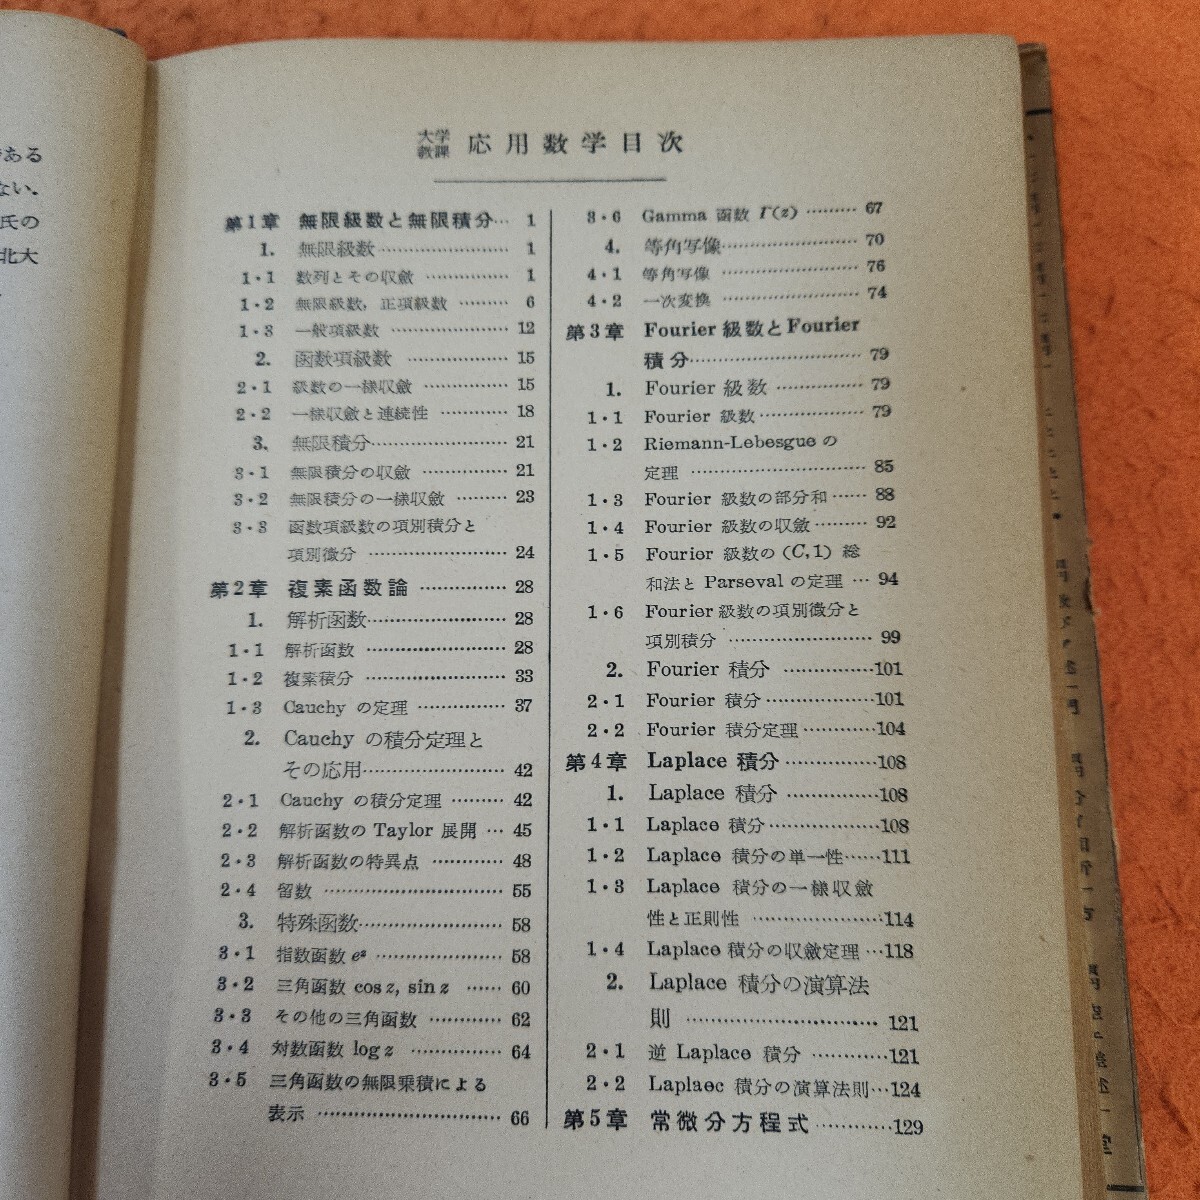 ある
ない.
氏の
北大
大学教課 応用数学目次
第1章 無限級数と無限積分… 1
1. 無限級数………………… 1
1・1 数列とその収斂 ………… 1
1・2 無限級数, 正項級数 ……… 6
1・3 一般項級数 ……………… 12
2. 函数項級数 ……………… 15
2・1 級数の一様収斂 ………… 15
2・2 一様収斂と連続性 ……… 18
3. 無限積分………………… 21
3・1 無限積分の収斂 ………… 21
3・2 無限積分の一様収斂 ……… 23
3・3 函数項級数の項別積分と
項別微分 ………………… 24
第2章 複素函数論 …………… 28
1. 解析函数………………… 28
1・1 解析函数 ………………… 28
1・2 複素積分 ………………… 33
1・3 Cauchy の定理 …………… 37
2. Cauchy の積分定理と
その応用………………… 42
2・1 Cauchy の積分定理 ……… 42
2・2 解析函数の Taylor 展開 … 45
2・3 解析函数の特異点 ……… 48
2・4 留数 ……………………… 55
3. 特殊函数………………… 58
3・1 指数函数 eᶻ ……………… 58
3・2 三角函数 cos z, sin z …… 60
3・3 その他の三角函数 ……… 62
3・4 対数函数 log z ………… 64
3・5 三角函数の無限乗積による
表示 ……………………… 66
3・6 Gamma 函数 Γ(z) ……… 67
4. 等角写像………………… 70
4・1 等角写像 ………………… 76
4・2 一次変換 ………………… 74
第3章 Fourier 級数と Fourier
積分……………………… 79
1. Fourier 級数 …………… 79
1・1 Fourier 級数…………… 79
1・2 Riemann-Lebesgue の
定理 ……………………… 85
1・3 Fourier 級数の部分和…… 88
1・4 Fourier 級数の収斂……… 92
1・5 Fourier 級数の (C, 1) 総
和法と Parseval の定理 … 94
1・6 Fourier 級数の項別微分と
項別積分 ………………… 99
2. Fourier 積分 ……………101
2・1 Fourier 積分……………101
2・2 Fourier 積分定理…………104
第4章 Laplace 積分……………108
1. Laplace 積分 ……………108
1・1 Laplace 積分……………108
1・2 Laplace 積分の単一性……111
1・3 Laplace 積分の一様収斂
性と正則性 ………………114
1・4 Laplace 積分の収斂定理…118
2. Laplace 積分の演算法
則 ………………………… 121
2・1 逆 Laplace 積分 …………121
2・2 Laplaec 積分の演算法則…124
第5章 常微分方程式…………129